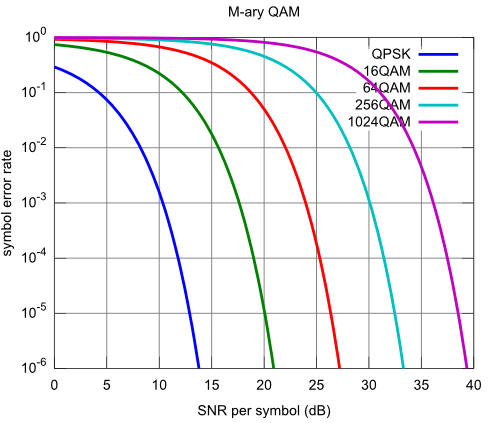 M-ary QAM
symbol error rate
10^0
10^-1
10^-2
10^-3
10^-4
10^-5
10^-6
QPSK
16QAM
64QAM
256QAM
1024QAM
0 5 10 15 20 25 30 35 40
SNR per symbol (dB)